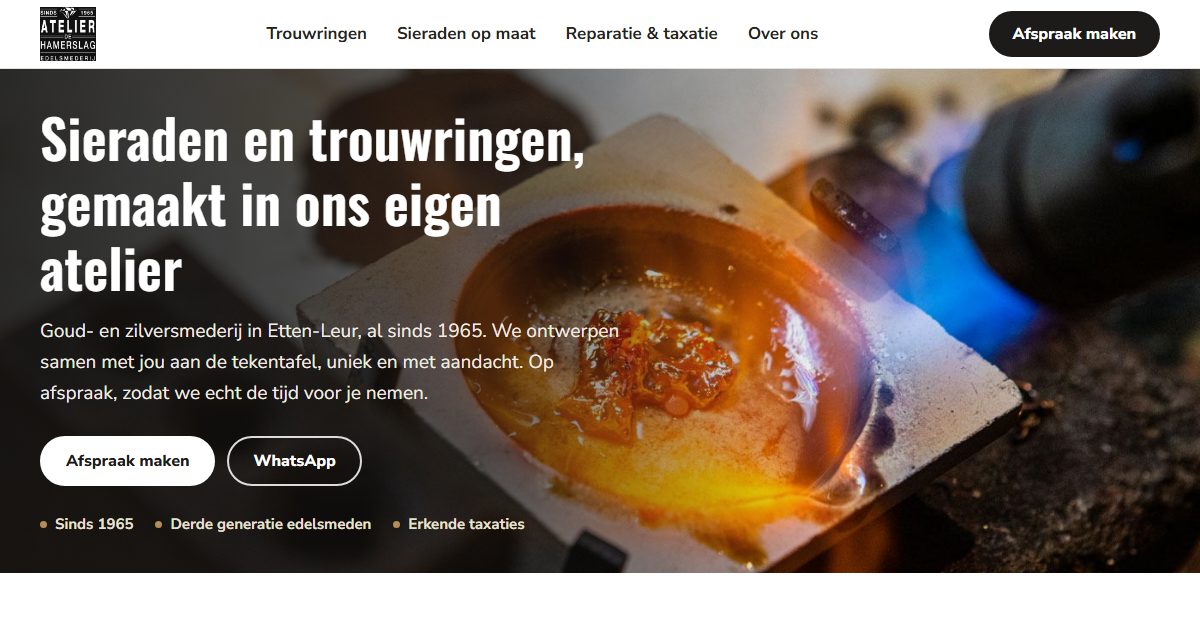 SINDS 1965
ATELIER
DE
HAMERSLAG
EDELSMEDERIJ
Trouwringen
Sieraden op maat
Reparatie & taxatie
Over ons
Afspraak maken
Sieraden en trouwringen,
gemaakt in ons eigen
atelier
Goud- en zilversmederij in Etten-Leur, al sinds 1965. We ontwerpen
samen met jou aan de tekentafel, uniek en met aandacht. Op
afspraak, zodat we echt de tijd voor je nemen.
Afspraak maken
WhatsApp
Sinds 1965
Derde generatie edelsmeden
Erkende taxaties